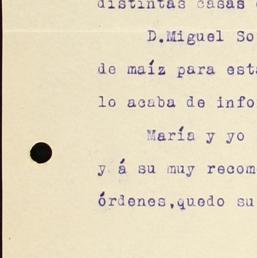 distintas casas
D.Miguel So
de maíz para est
lo acaba de info
María y yo
y á su muy recom
órdenes,quedo su